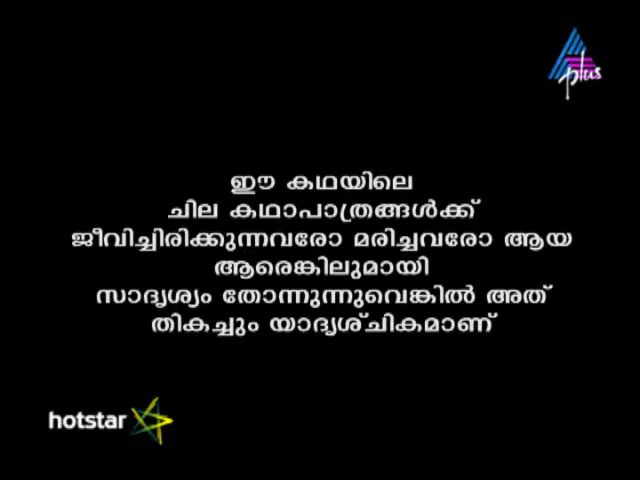 plus
ഈ കഥയിലെ
ചില കഥാപാത്രങ്ങൾക്ക്
ജീവിച്ചിരിക്കുന്നവരോ മരിച്ചവരോ ആയ
ആരെങ്കിലുമായി
സാദൃശ്യം തോന്നുന്നുവെങ്കിൽ അത്
തികച്ചും യാദൃശ്ചികമാണ്
hotstar